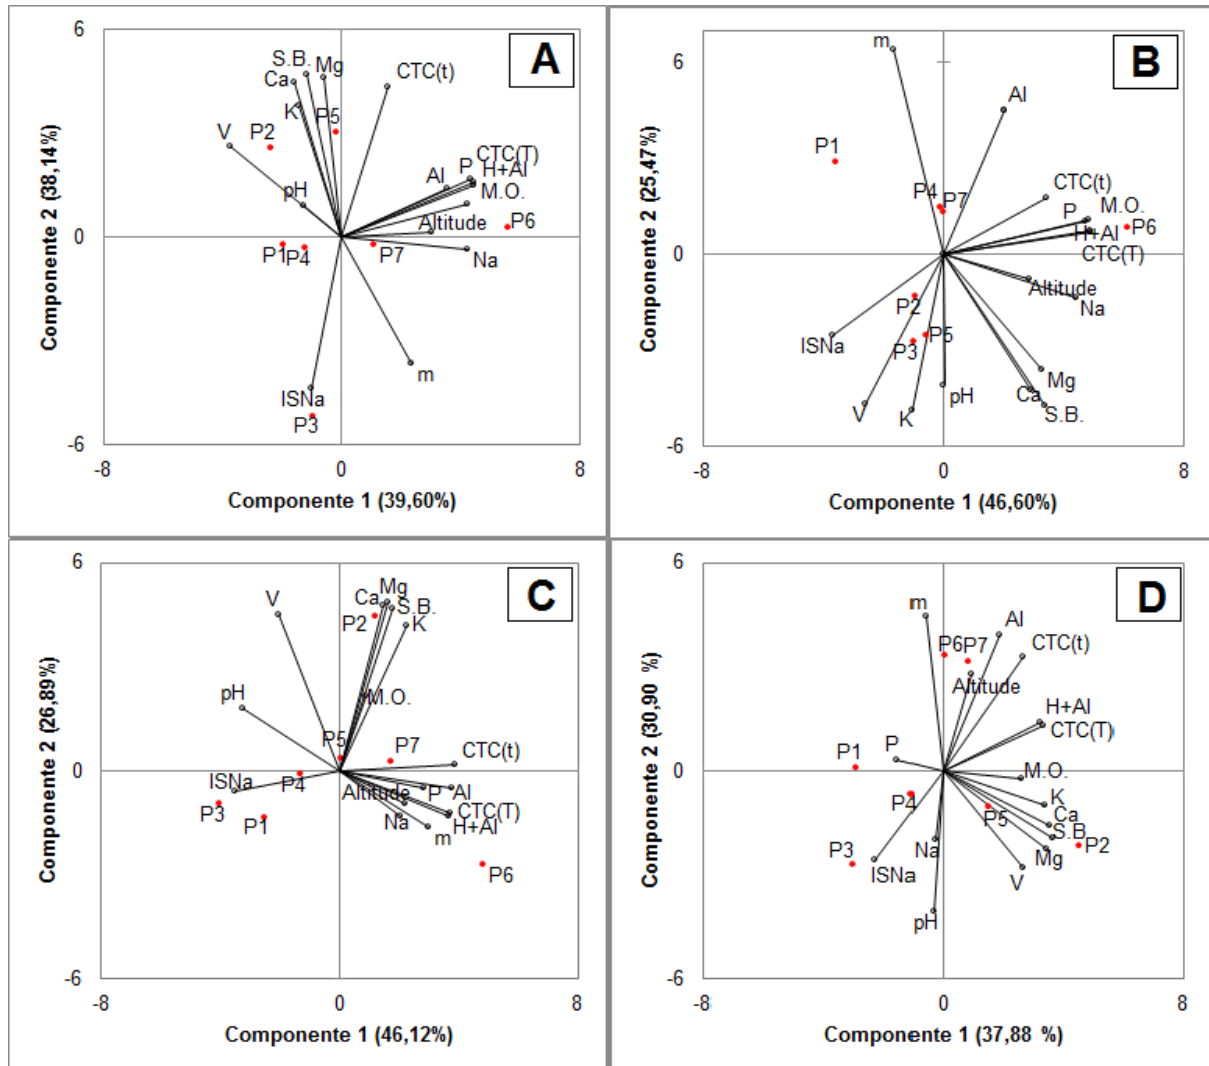 6
A
S.B.
Mg
CTC(t)
Ca
K
P5
V
P2
CTC(T)
P
H+Al
Al
M.O.
pH
Altitude
P6
0
P1
P4
P7
Na
m
ISNa
P3
-6
-8
0
8
Componente 2 (38,14%)
Componente 1 (39,60%)
6
B
m
Al
P1
P4
P7
CTC(t)
P
M.O.
H+Al
P6
CTC(T)
0
Altitude
Na
P2
ISNa
P3
P5
Mg
Ca
S.B.
V
K
pH
-6
-8
0
8
Componente 2 (25,47%)
Componente 1 (46,60%)
6
C
V
Ca
Mg
S.B.
P2
K
pH
M.O.
P5
P7
CTC(t)
0
ISNa
P4
Altitude
P
Al
P3
P1
Na
CTC(T)
H+Al
m
P6
-6
-8
0
8
Componente 2 (26,89%)
Componente 1 (46,12%)
6
D
m
Al
P6
P7
CTC(t)
Altitude
H+Al
P
CTC(T)
P1
0
M.O.
P4
K
P5
Ca
S.B
P2
P3
ISNa
Na
Mg
V
pH
-6
-8
0
8
Componente 2 (30,90 %)
Componente 1 (37,88 %)